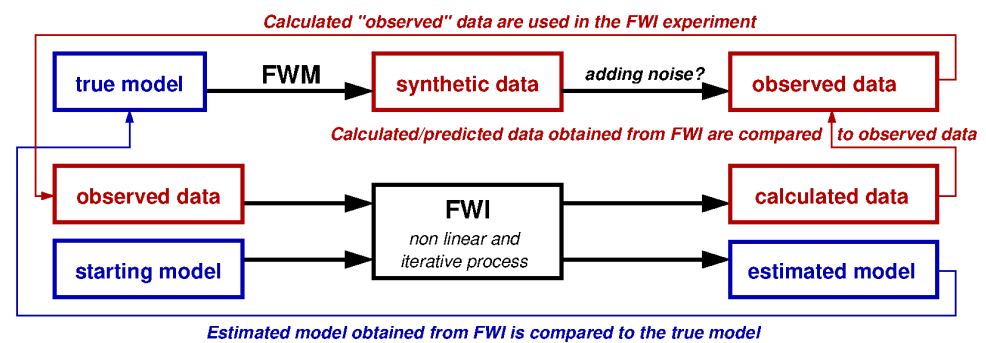 Calculated "observed" data are used in the FWI experiment
true model
FWM
synthetic data
adding noise?
observed data
Calculated/predicted data obtained from FWI are compared to observed data
observed data
FWI
non linear and
iterative process
calculated data
starting model
estimated model
Estimated model obtained from FWI is compared to the true model